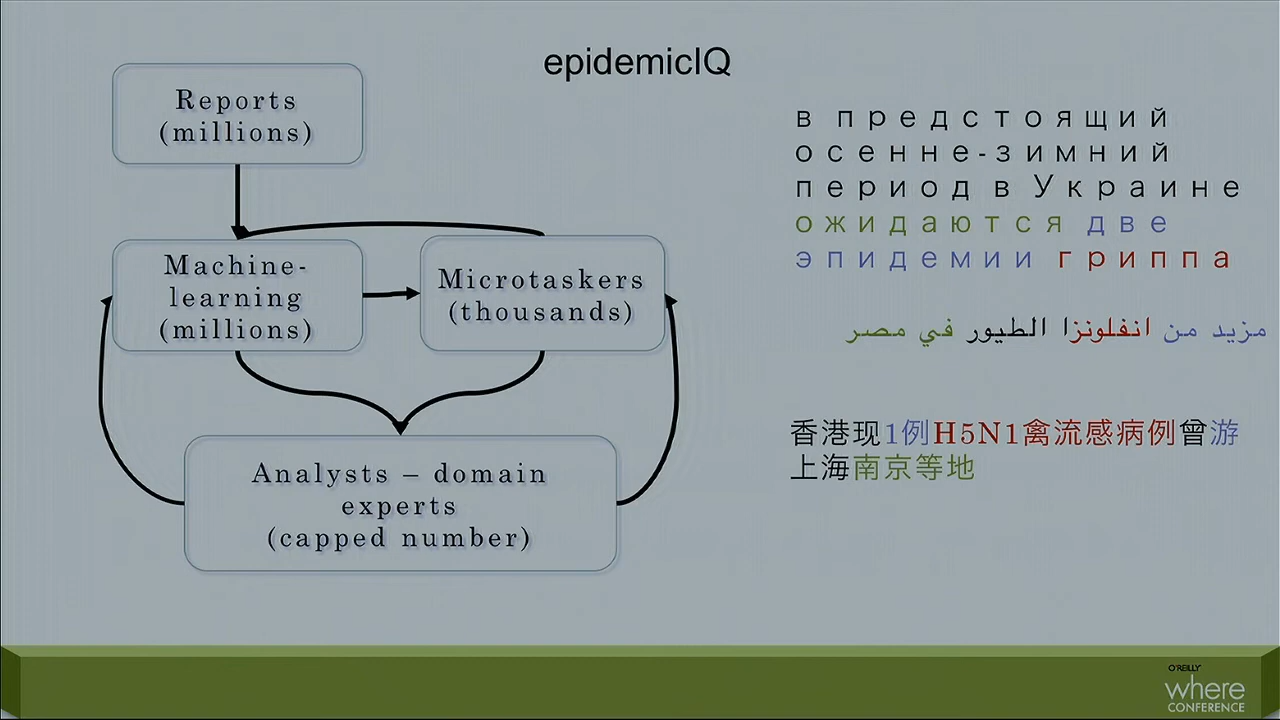 epidemicIQ
Reports
(millions)
Machine-
learning
(millions)
Microtaskers
(thousands)
Analysts – domain
experts
(capped number)
в предстоящий
осенне-зимний
период в Украине
ожидаются две
эпидемии гриппа
مزيد من انفلونزا الطيور في مصر
香港现1例H5N1禽流感病例曾游
上海南京等地
O'REILLY
where
CONFERENCE